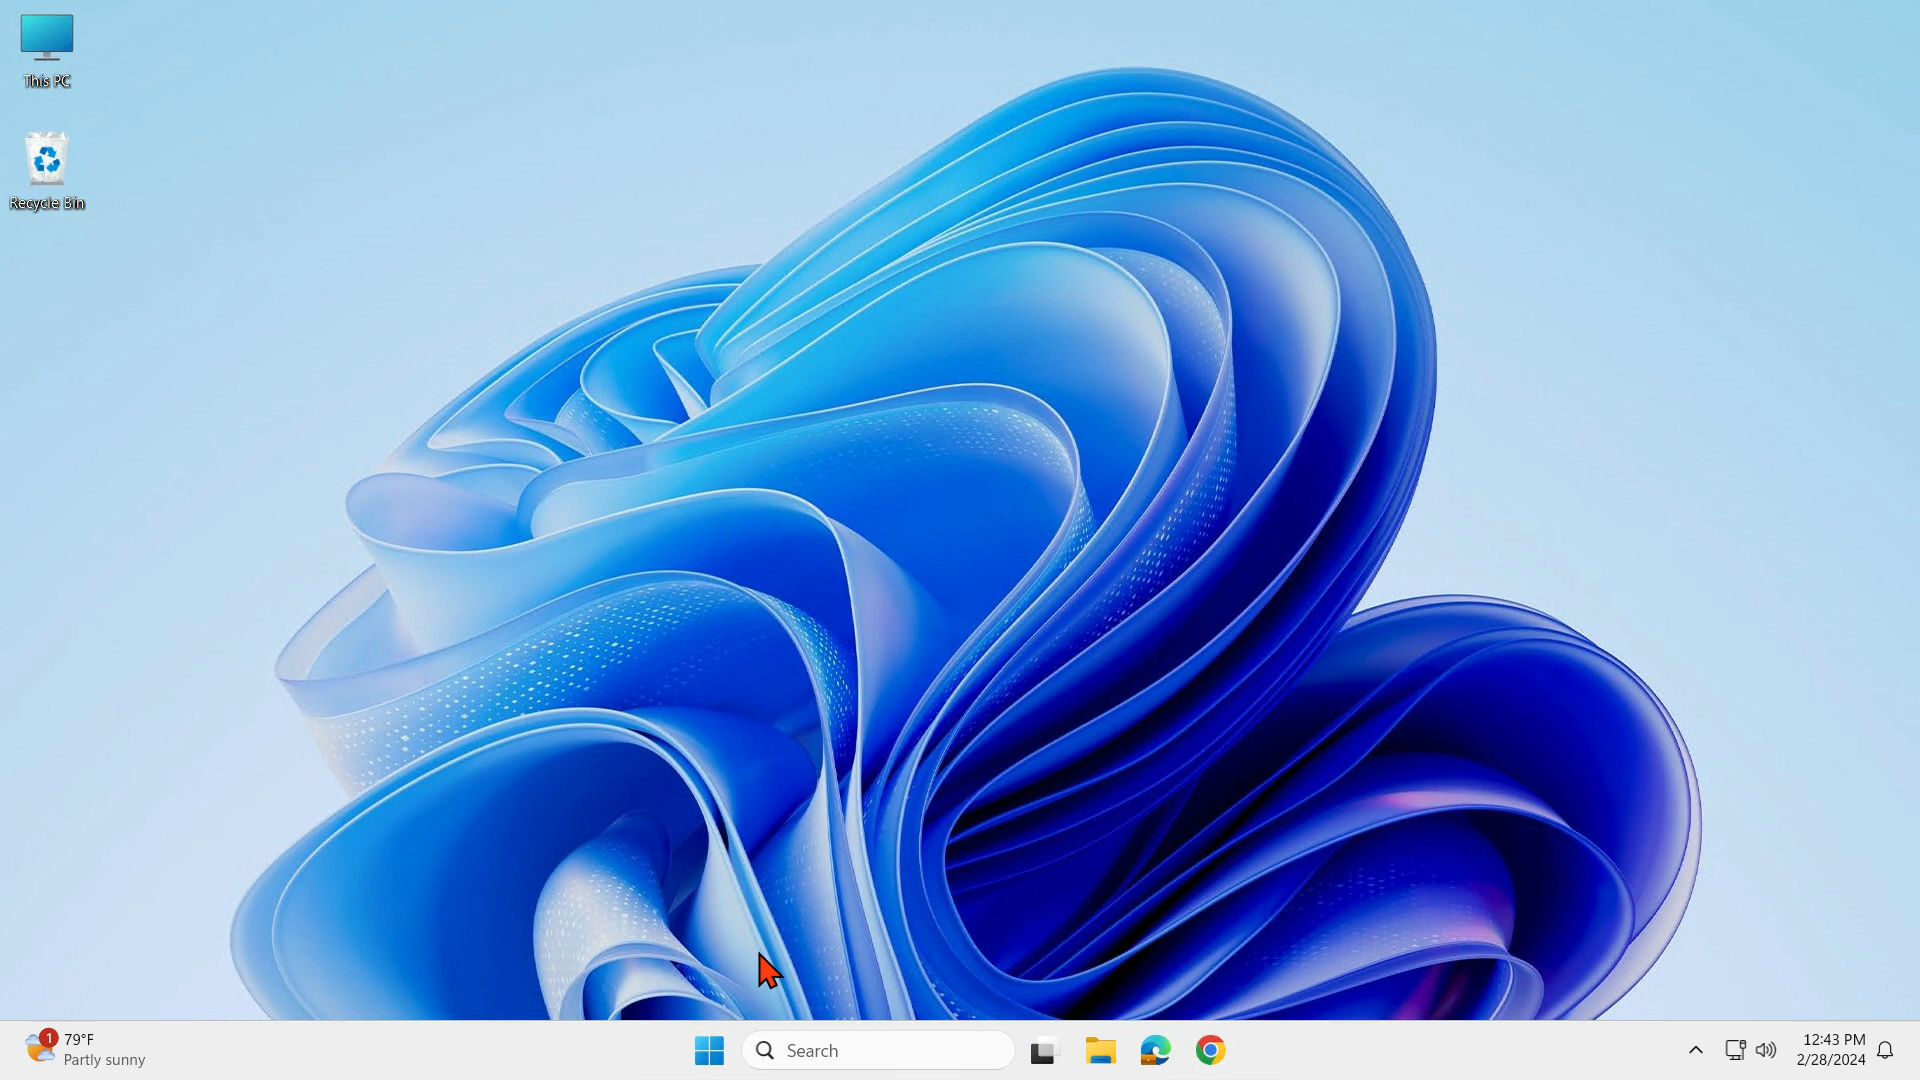 This PC
Recycle Bin
1
79°F
Partly sunny
Search
12:43 PM
2/28/2024